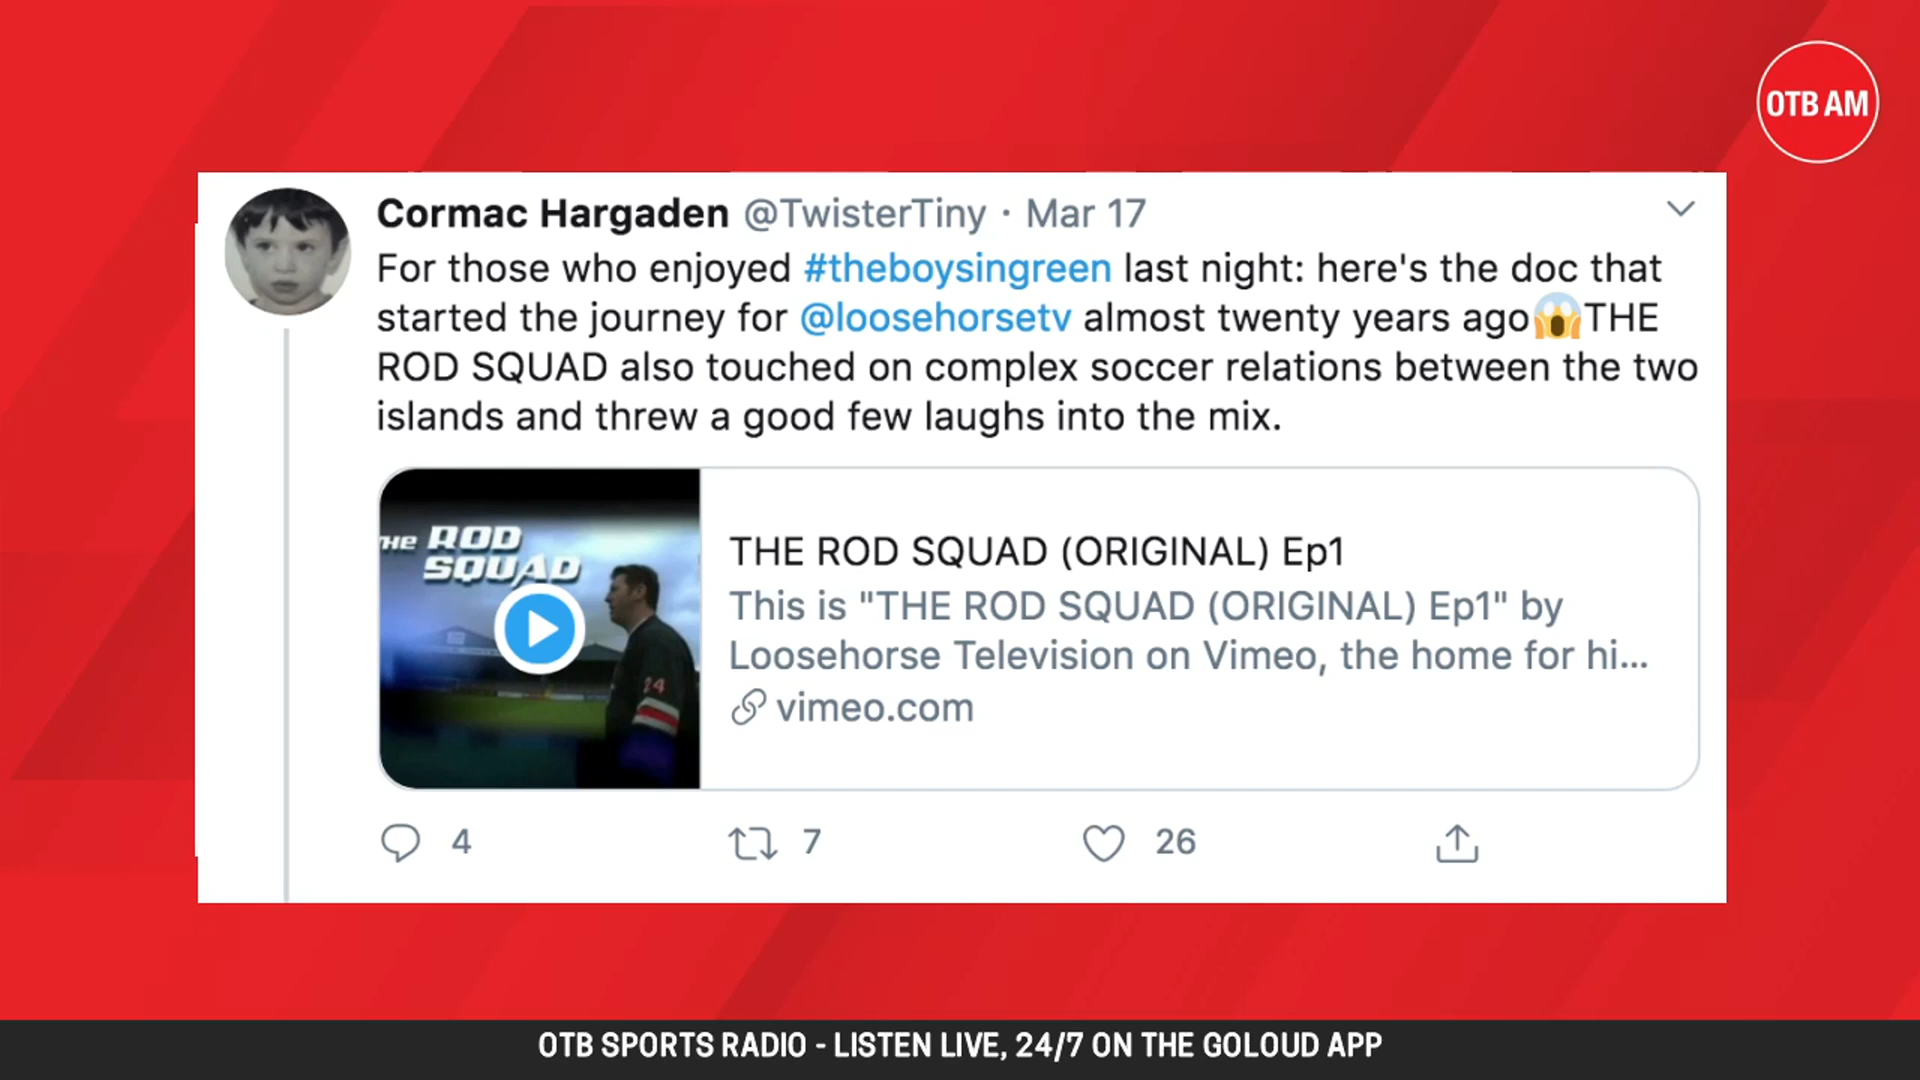 OTB AM
Cormac Hargaden @TwisterTiny · Mar 17
For those who enjoyed #theboysingreen last night: here's the doc that
started the journey for @loosehorsetv almost twenty years ago😱THE
ROD SQUAD also touched on complex soccer relations between the two
islands and threw a good few laughs into the mix.
THE ROD
SQUAD
24
THE ROD SQUAD (ORIGINAL) Ep1
This is "THE ROD SQUAD (ORIGINAL) Ep1" by
Loosehorse Television on Vimeo, the home for hi...
vimeo.com
4 7 26
OTB SPORTS RADIO - LISTEN LIVE, 24/7 ON THE GOLOUD APP